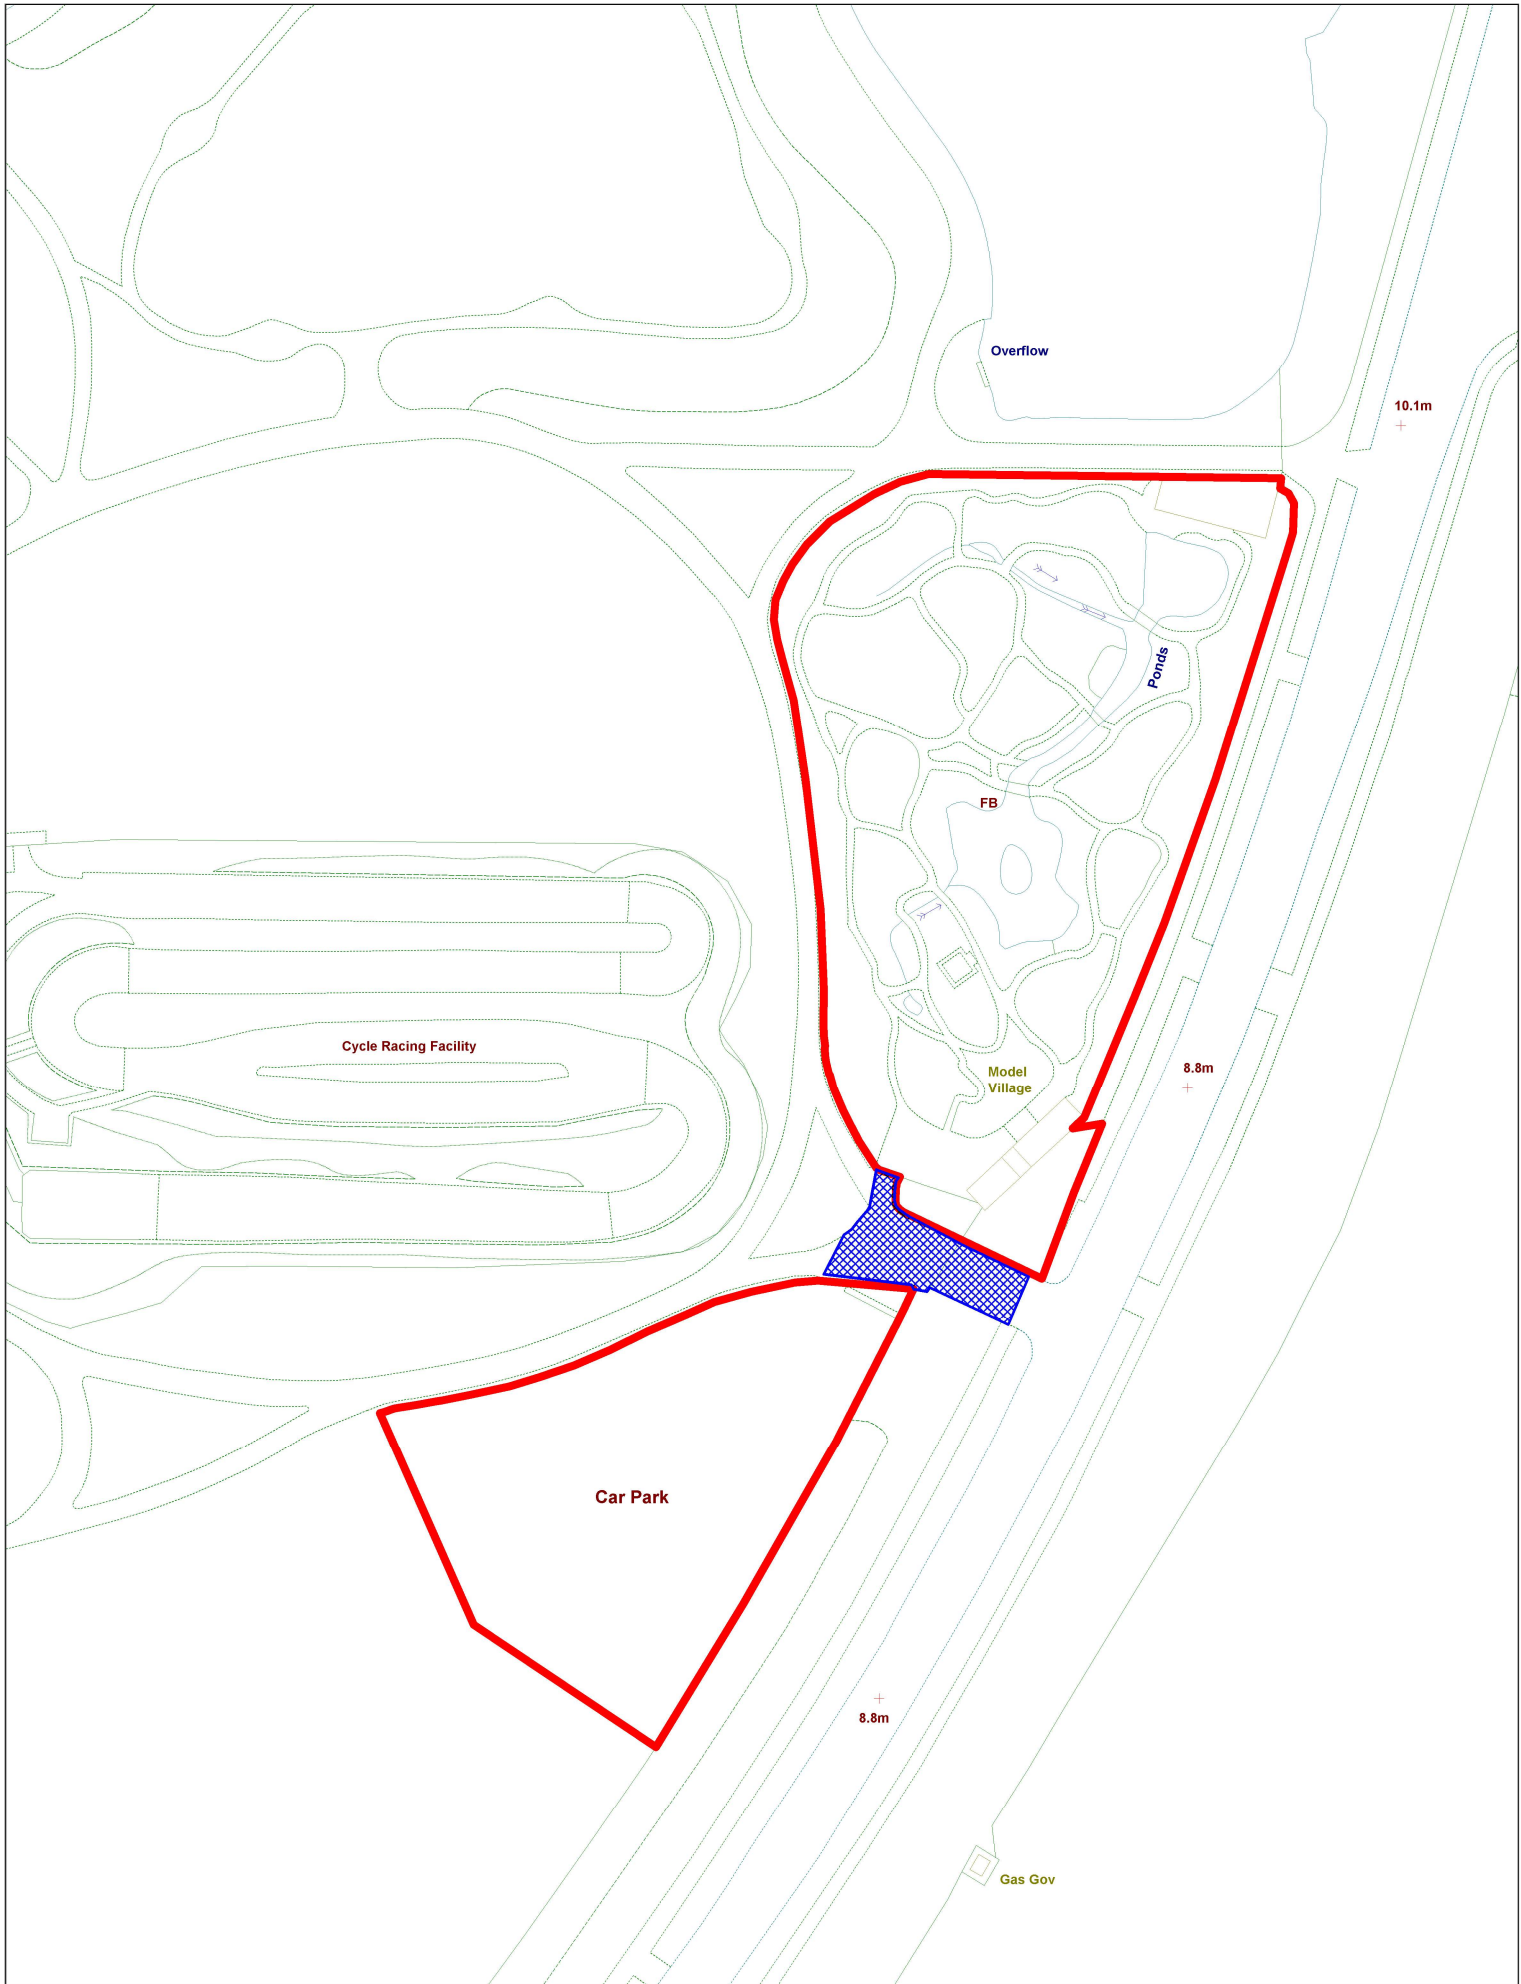 Overflow
10.1m
Ponds
FB
Cycle Racing Facility
Model
Village
8.8m
Car Park
8.8m
Gas Gov